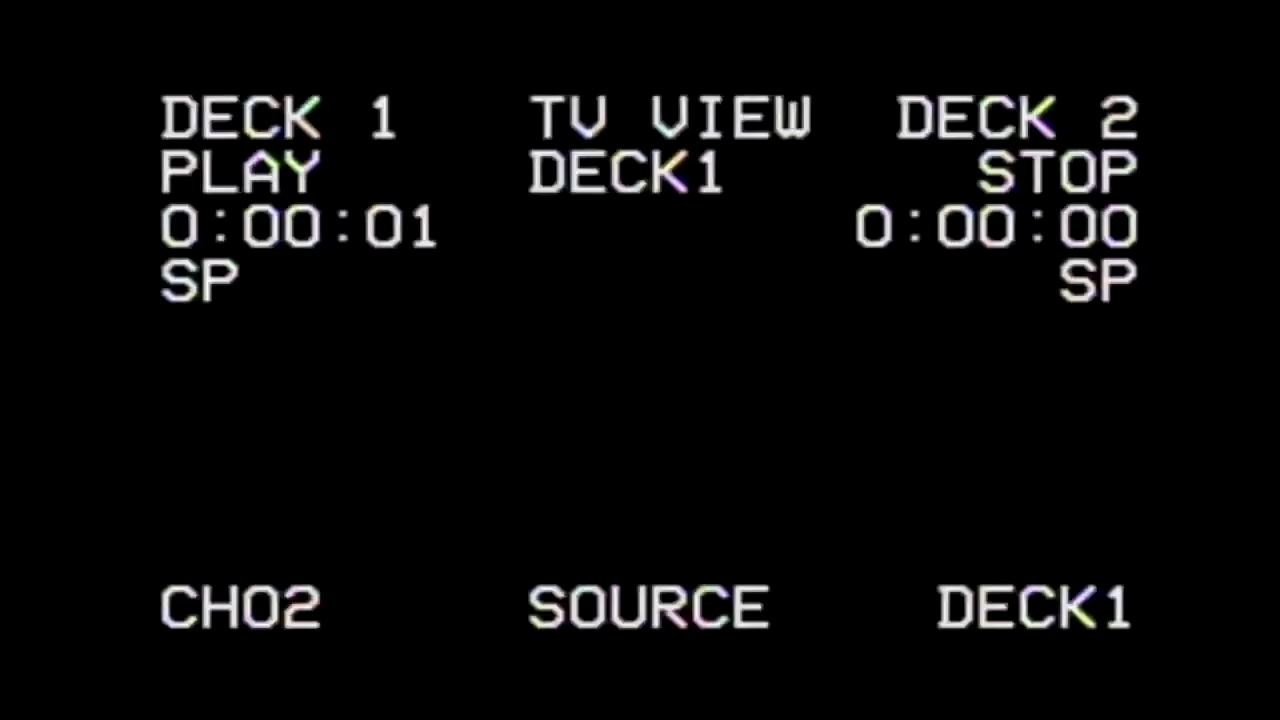 DECK 1 TV VIEW DECK 2
PLAY DECK1 STOP
0:00:01 0:00:00
SP SP
CH02 SOURCE DECK1